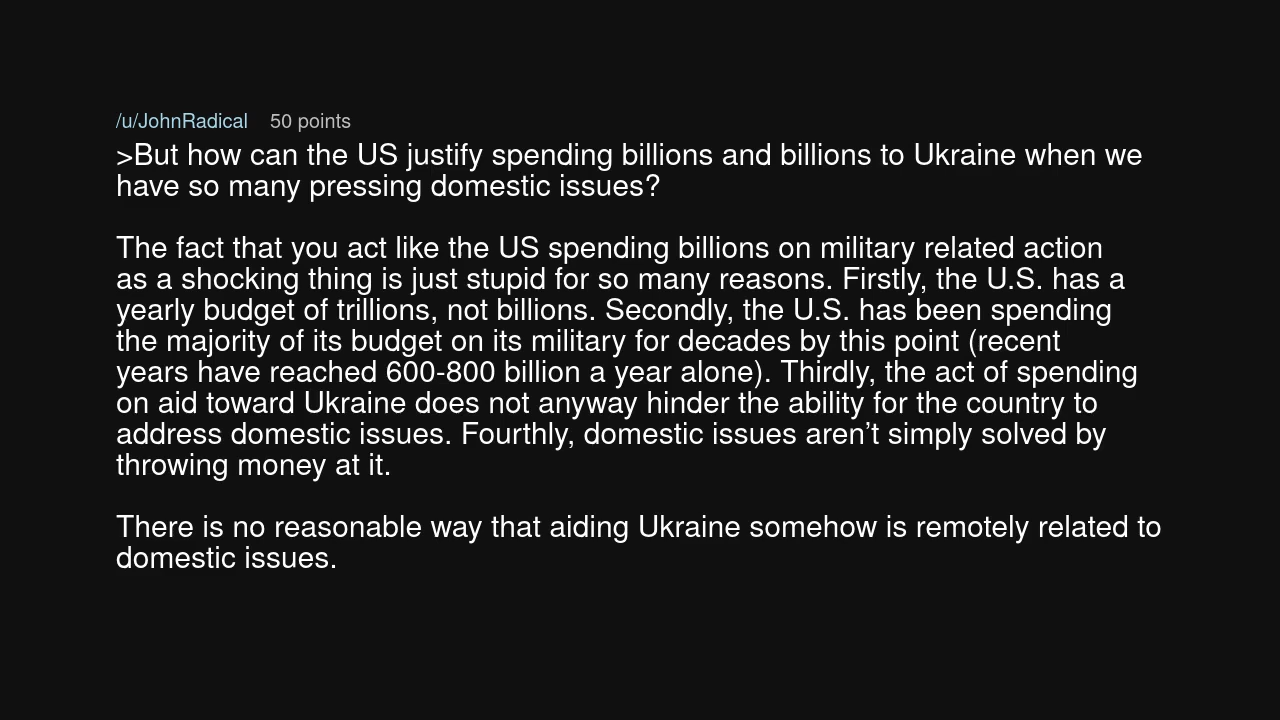 /u/JohnRadical 50 points
>But how can the US justify spending billions and billions to Ukraine when we
have so many pressing domestic issues?
The fact that you act like the US spending billions on military related action
as a shocking thing is just stupid for so many reasons. Firstly, the U.S. has a
yearly budget of trillions, not billions. Secondly, the U.S. has been spending
the majority of its budget on its military for decades by this point (recent
years have reached 600-800 billion a year alone). Thirdly, the act of spending
on aid toward Ukraine does not anyway hinder the ability for the country to
address domestic issues. Fourthly, domestic issues aren’t simply solved by
throwing money at it.
There is no reasonable way that aiding Ukraine somehow is remotely related to
domestic issues.